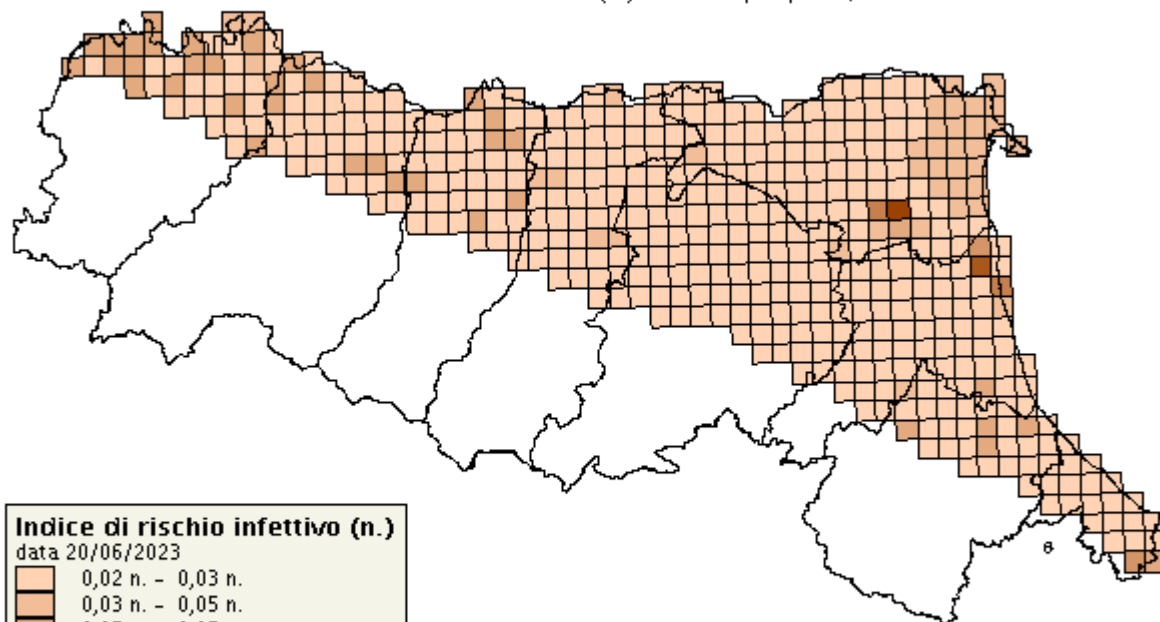 Indice di rischio infettivo (n.)
data 20/06/2023
0,02 n. - 0,03 n.
0,03 n. - 0,05 n.